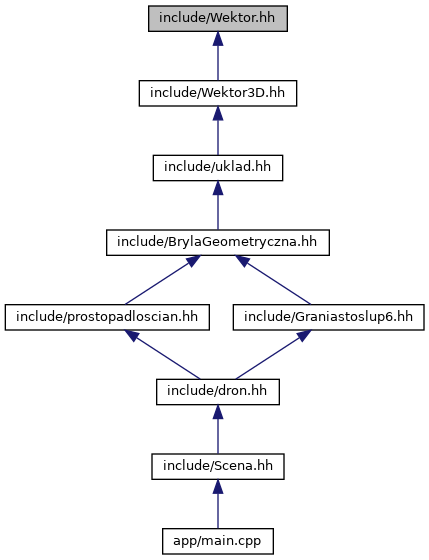 include/Wektor.hh
include/Wektor3D.hh
include/uklad.hh
include/BrylaGeometryczna.hh
include/prostopadloscian.hh
include/Graniastoslup6.hh
include/dron.hh
include/Scena.hh
app/main.cpp